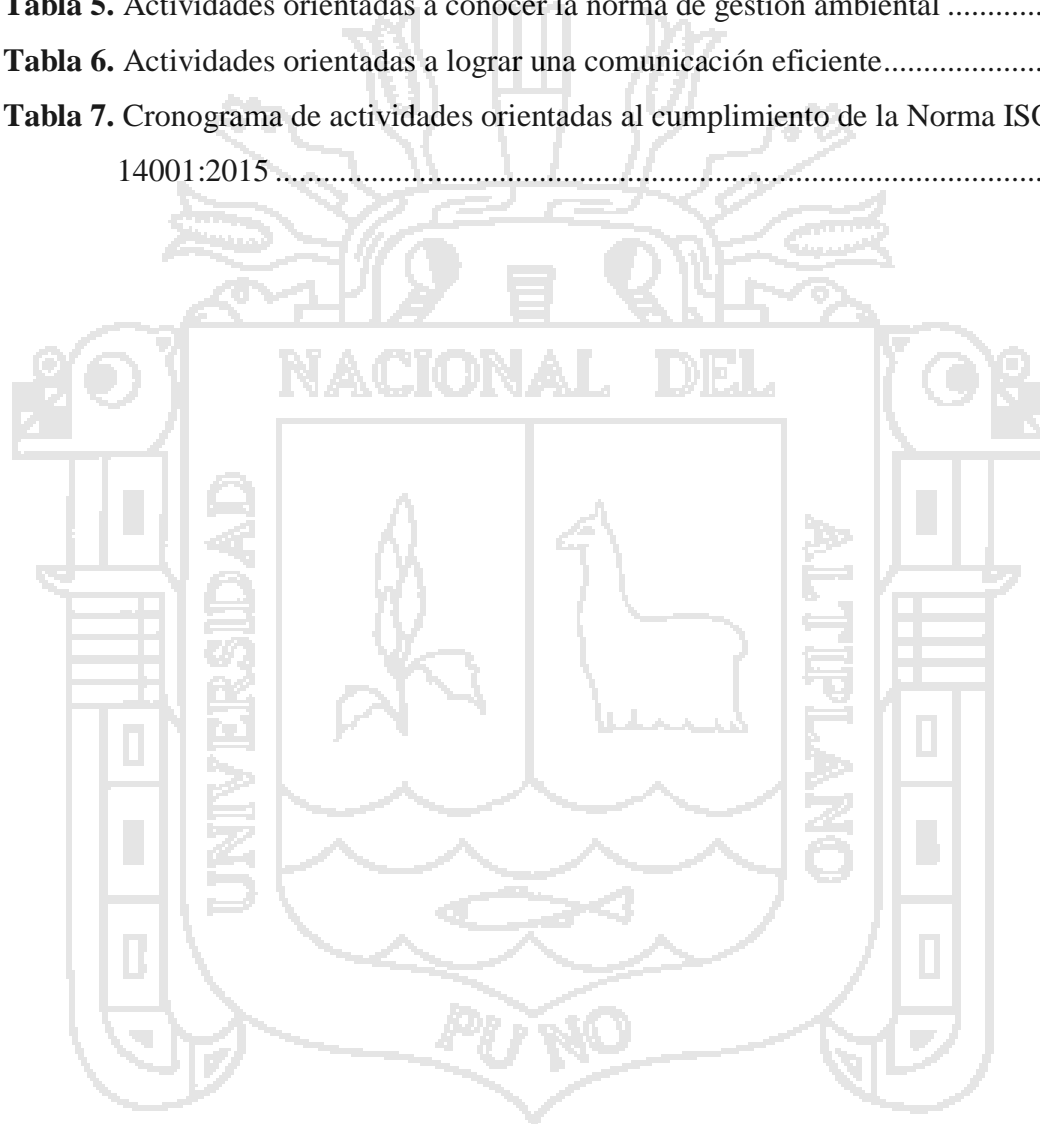 Tabla 5. Actividades orientadas a conocer la norma de gestión ambiental ..........
Tabla 6. Actividades orientadas a lograr una comunicación eficiente....................
Tabla 7. Cronograma de actividades orientadas al cumplimiento de la Norma ISO
14001:2015 .................................................................................
NACIONAL DEL
UNIVERSIDAD
ALTIPLANO
PUNO